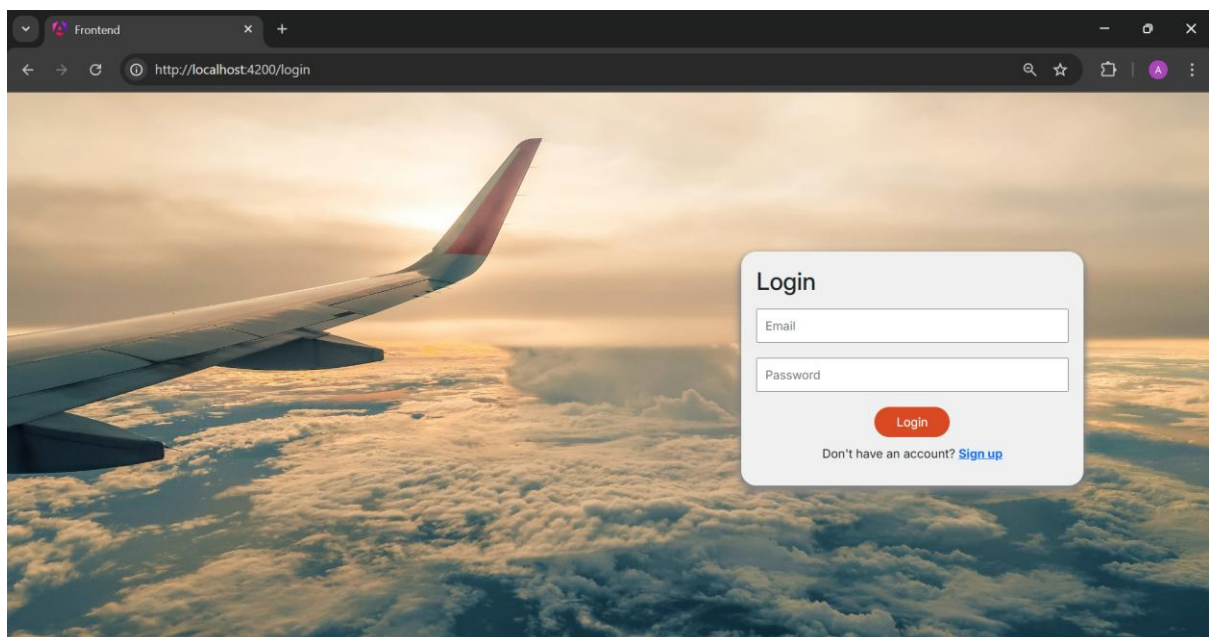 Frontend
http://localhost:4200/login
A
Login
Email
Password
Login
Don't have an account? Sign up